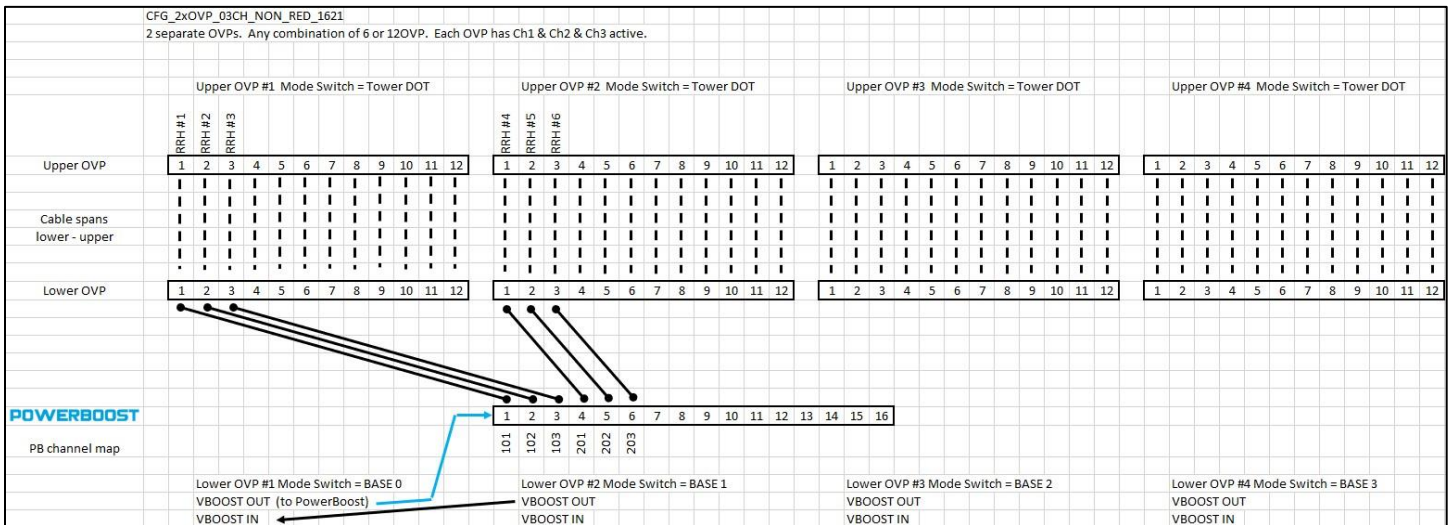 CFG_2xOVP_03CH_NON_RED_1621
2 separate OVPs. Any combination of 6 or 12OVP. Each OVP has Ch1 & Ch2 & Ch3 active.
Upper OVP #1 Mode Switch = Tower DOT Upper OVP #2 Mode Switch = Tower DOT Upper OVP #3 Mode Switch = Tower DOT Upper OVP #4 Mode Switch = Tower DOT
RRH #1 RRH #2 RRH #3 RRH #4 RRH #5 RRH #6
Upper OVP 1 2 3 4 5 6 7 8 9 10 11 12 1 2 3 4 5 6 7 8 9 10 11 12 1 2 3 4 5 6 7 8 9 10 11 12 1 2 3 4 5 6 7 8 9 10 11 12
Cable spans
lower - upper
Lower OVP 1 2 3 4 5 6 7 8 9 10 11 12 1 2 3 4 5 6 7 8 9 10 11 12 1 2 3 4 5 6 7 8 9 10 11 12 1 2 3 4 5 6 7 8 9 10 11 12
POWERBOOST 1 2 3 4 5 6 7 8 9 10 11 12 13 14 15 16
PB channel map 101 102 103 201 202 203
Lower OVP #1 Mode Switch = BASE 0 Lower OVP #2 Mode Switch = BASE 1 Lower OVP #3 Mode Switch = BASE 2 Lower OVP #4 Mode Switch = BASE 3
VBOOST OUT (to PowerBoost) VBOOST OUT VBOOST OUT VBOOST OUT
VBOOST IN VBOOST IN VBOOST IN VBOOST IN